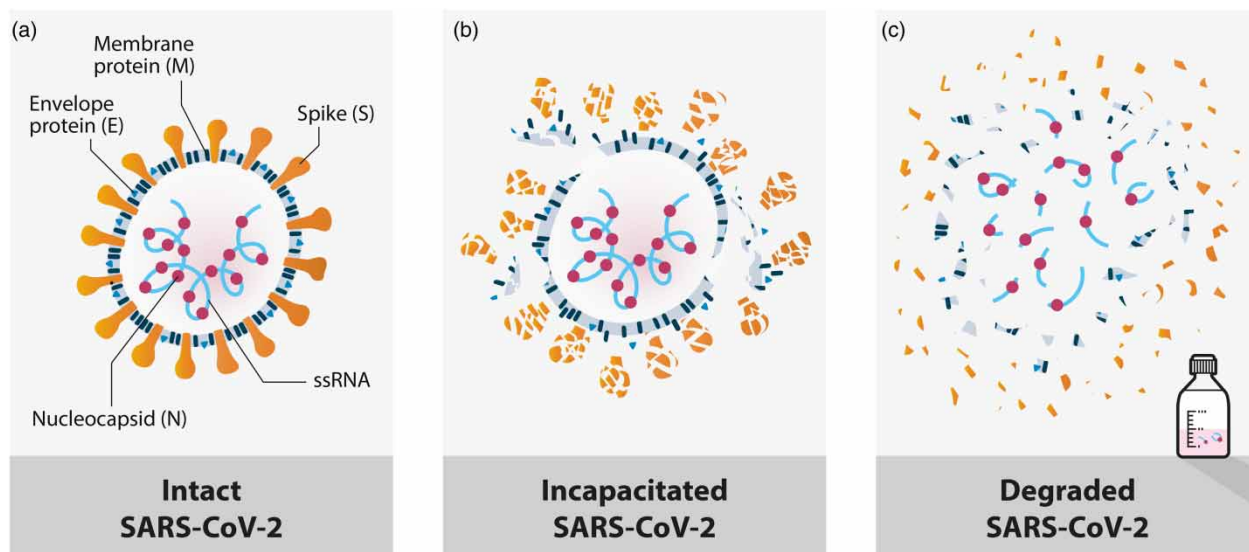 (a)
Membrane
protein (M)
Envelope
protein (E)
Spike (S)
ssRNA
Nucleocapsid (N)
Intact
SARS-CoV-2
(b)
Incapacitated
SARS-CoV-2
(c)
Degraded
SARS-CoV-2